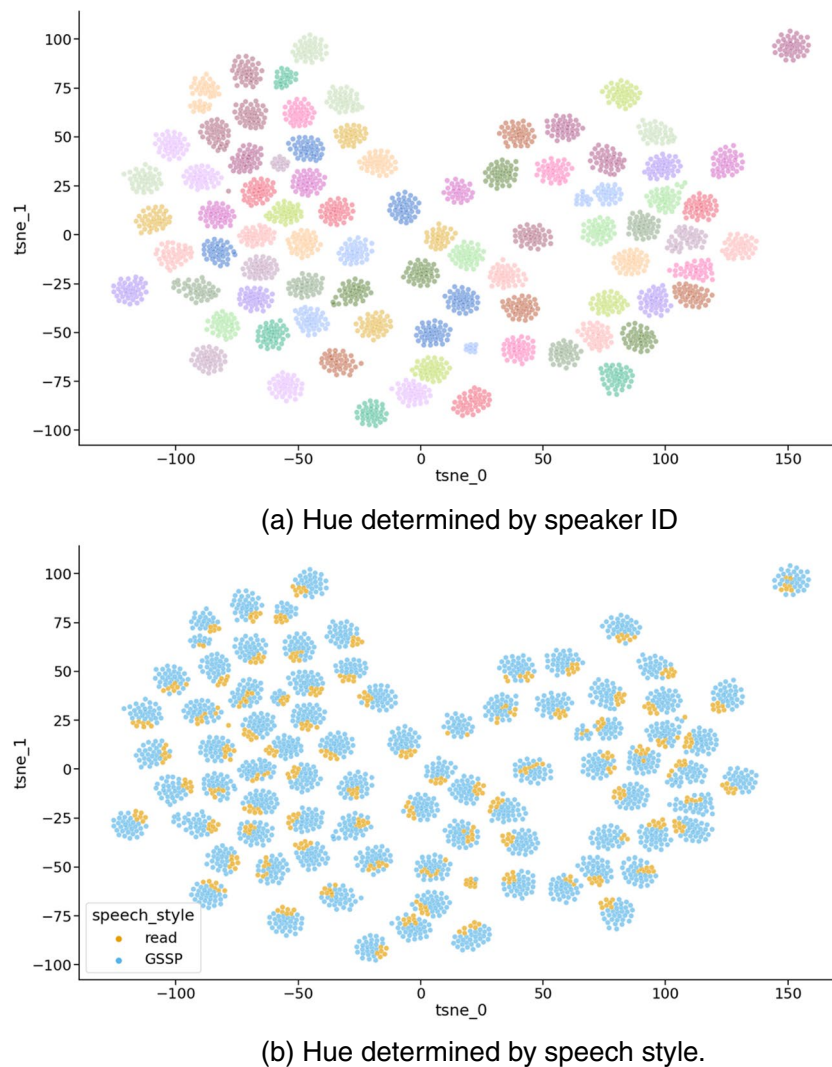 100
75
50
25
0
−25
−50
−75
−100
tsne_1
−100 −50 0 50 100 150
tsne_0
(a) Hue determined by speaker ID
100
75
50
25
0
−25
−50
−75
−100
tsne_1
speech_style
read
GSSP
−100 −50 0 50 100 150
tsne_0
(b) Hue determined by speech style.